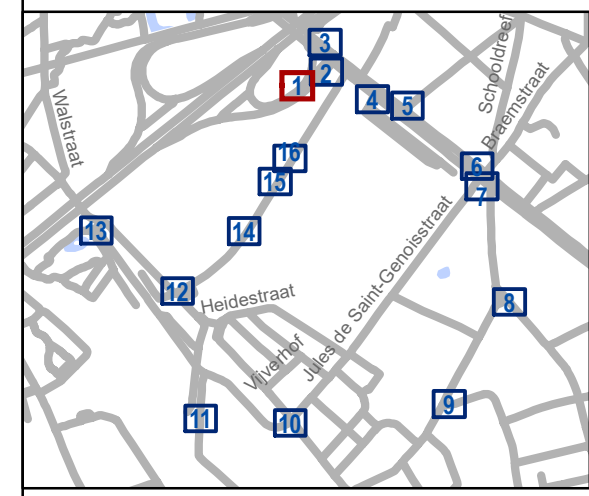 3
2
1
4
5
Schooldreef
Braemstraat
Walstraat
16
15
6
7
13
14
Jules de Saint-Genoisstraat
12
Heidestraat
8
Vijverhof
9
11
10